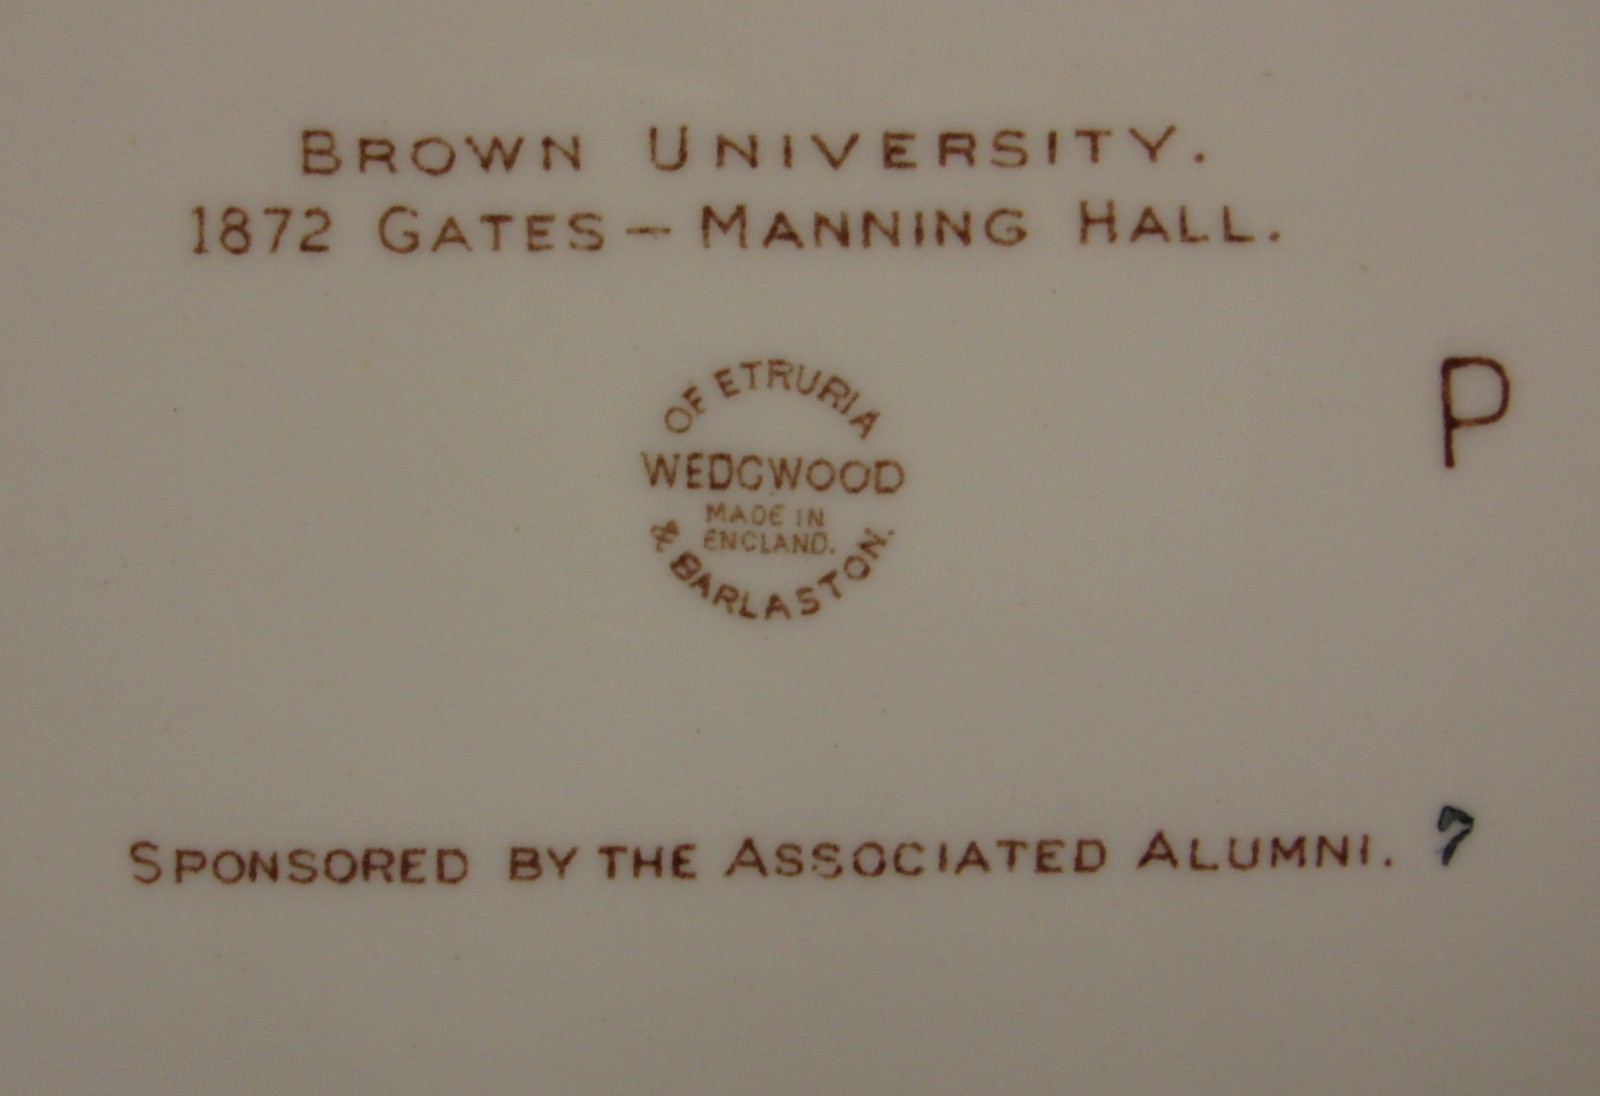 BROWN UNIVERSITY.
1872 GATES — MANNING HALL.
OF ETRURIA
WEDGWOOD
MADE IN
ENGLAND.
& BARLASTON.
P
SPONSORED BY THE ASSOCIATED ALUMNI.
7